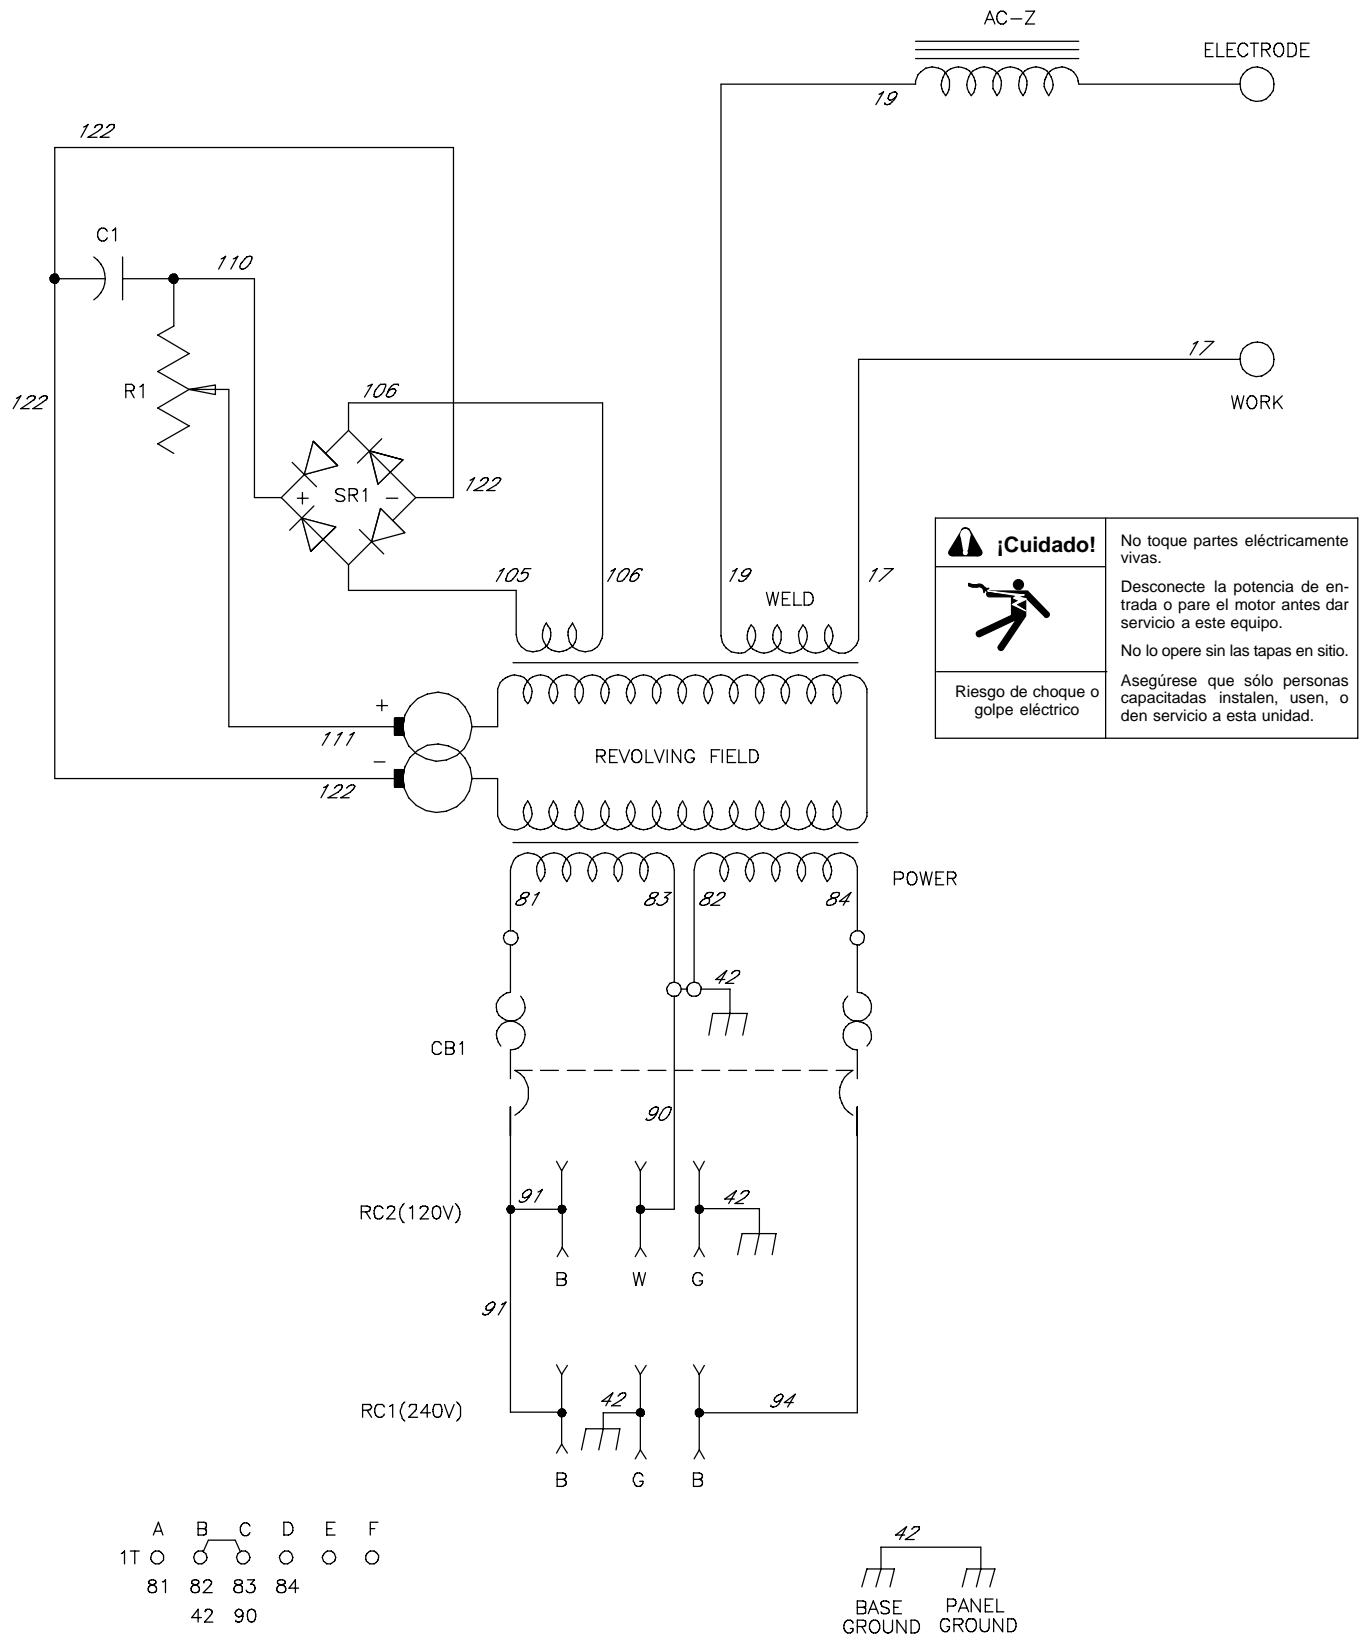 AC-Z
ELECTRODE
19
122
C1
110
17
R1
106
122
WORK
SR1
+
-
122
105
106
19
17
WELD
¡Cuidado!
No toque partes eléctricamente
vivas.
Desconecte la potencia de en-
trada o pare el motor antes dar
servicio a este equipo.
No lo opere sin las tapas en sitio.
Asegúrese que sólo personas
capacitadas instalen, usen, o
den servicio a esta unidad.
Riesgo de choque o
golpe eléctrico
+
111
REVOLVING FIELD
-
122
POWER
81
83
82
84
42
CB1
90
RC2(120V)
91
42
B W G
91
RC1(240V)
42
94
B G B
A B C D E F
1T
81 82 83 84
42 90
42
BASE
GROUND
PANEL
GROUND